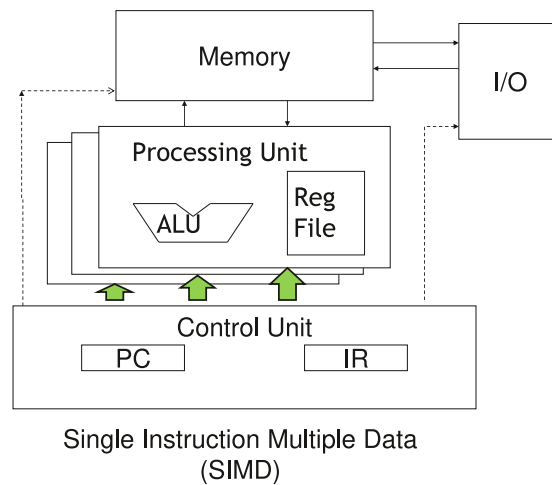 Memory
I/O
Processing Unit
ALU
Reg
File
Control Unit
PC
IR
Single Instruction Multiple Data
(SIMD)